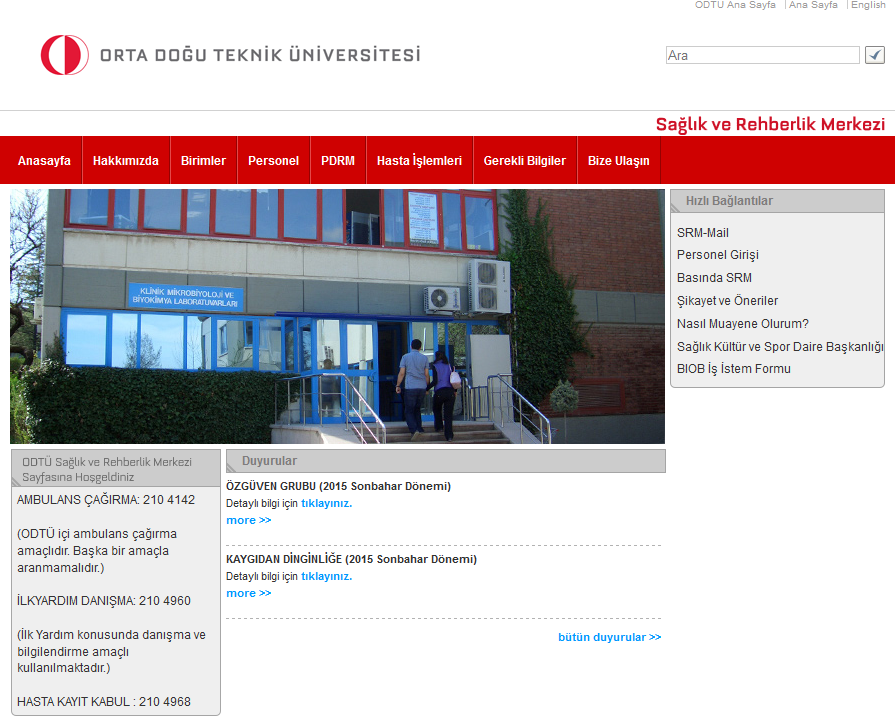 ODTÜ Ana Sayfa | Ana Sayfa | English
ORTA DOĞU TEKNİK ÜNİVERSİTESİ
Ara
Sağlık ve Rehberlik Merkezi
Anasayfa
Hakkımızda
Birimler
Personel
PDRM
Hasta İşlemleri
Gerekli Bilgiler
Bize Ulaşın
KLİNİK MİKROBİYOLOJİ VE
BİYOKİMYA LABORATUVARLARI
Hızlı Bağlantılar
SRM-Mail
Personel Girişi
Basında SRM
Şikayet ve Öneriler
Nasıl Muayene Olurum?
Sağlık Kültür ve Spor Daire Başkanlığı
BIOB İş İstem Formu
ODTÜ Sağlık ve Rehberlik Merkezi
Sayfasına Hoşgeldiniz
AMBULANS ÇAĞIRMA: 210 4142
(ODTÜ içi ambulans çağırma
amaçlıdır. Başka bir amaçla
aranmamalıdır.)
İLKYARDIM DANIŞMA: 210 4960
(İlk Yardım konusunda danışma ve
bilgilendirme amaçlı
kullanılmaktadır.)
HASTA KAYIT KABUL : 210 4968
Duyurular
ÖZGÜVEN GRUBU (2015 Sonbahar Dönemi)
Detaylı bilgi için tıklayınız.
more >>
KAYGIDAN DİNGİNLİĞE (2015 Sonbahar Dönemi)
Detaylı bilgi için tıklayınız.
more >>
bütün duyurular >>